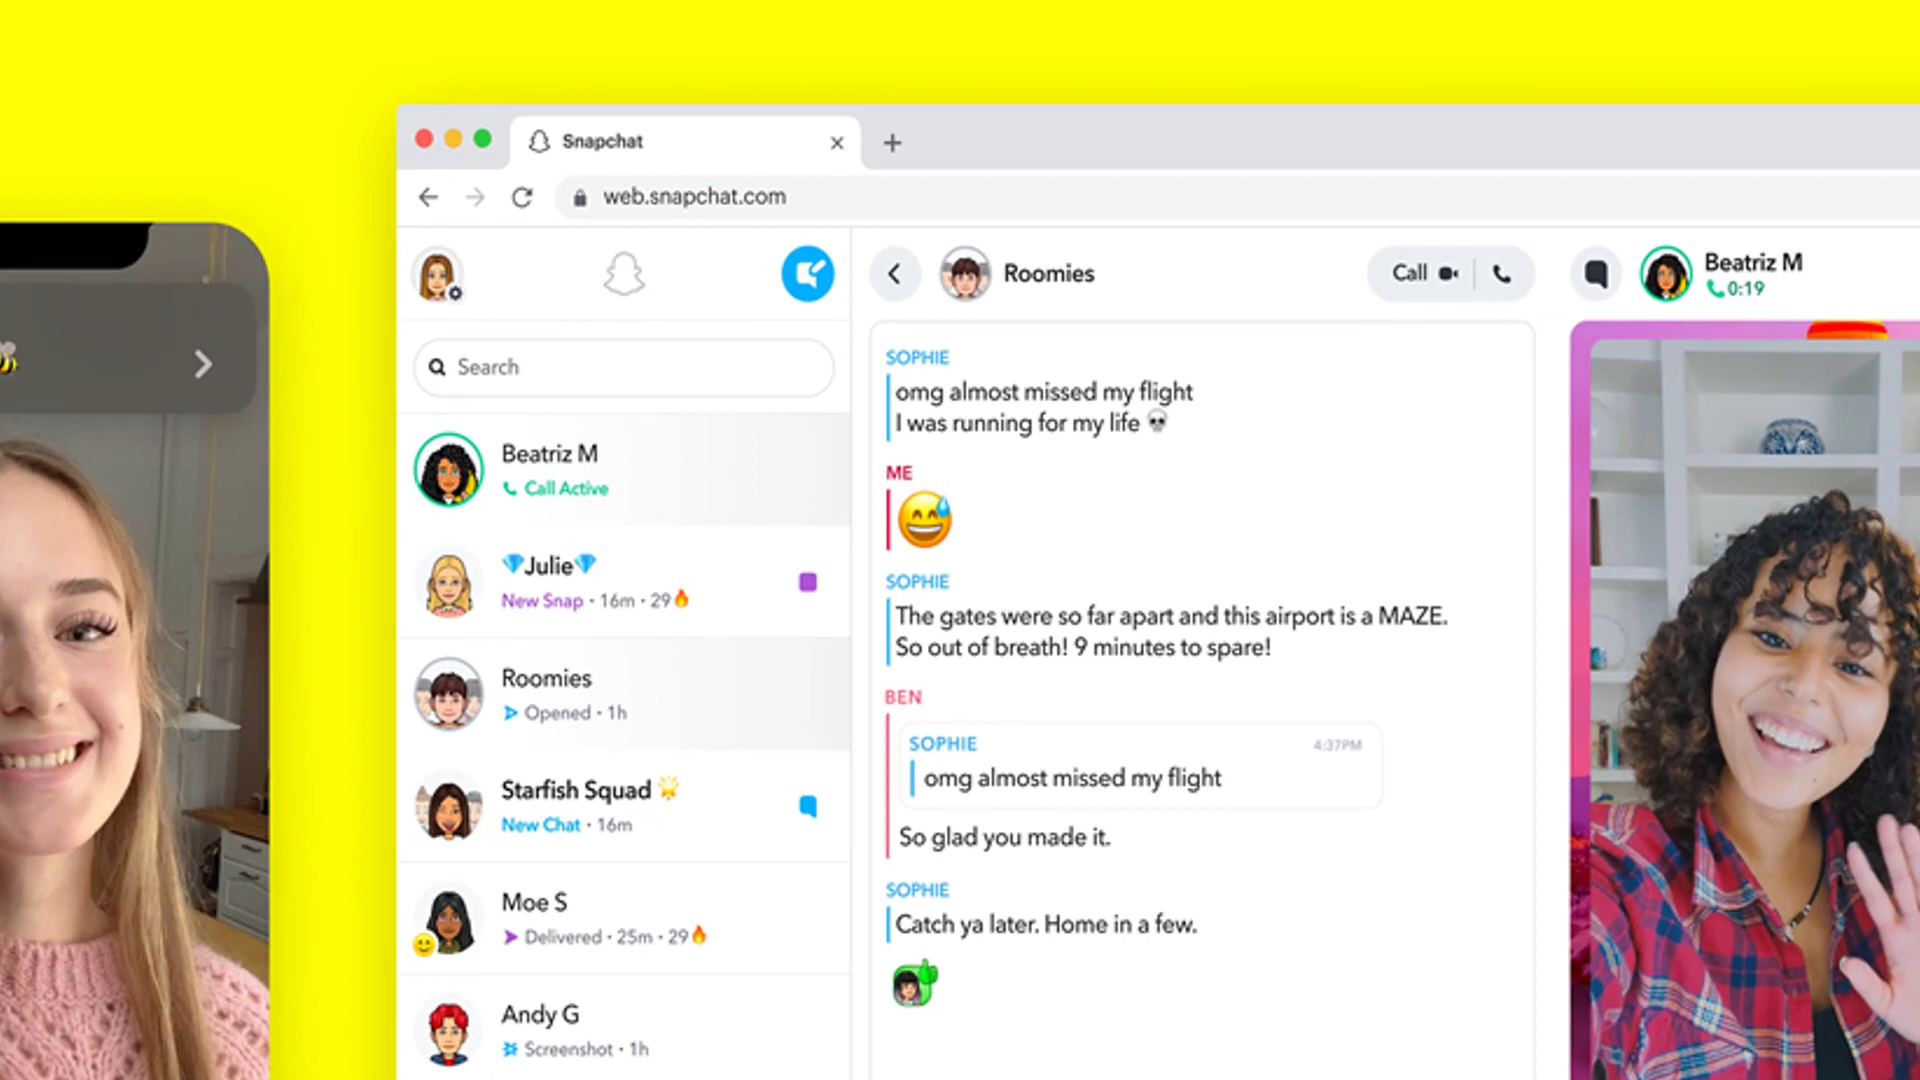 Snapchat
web.snapchat.com
Search
Beatriz M
Call Active
💎Julie💎
New Snap · 16m · 29🔥
Roomies
Opened · 1h
Starfish Squad 🌟
New Chat · 16m
Moe S
Delivered · 25m · 29🔥
Andy G
Screenshot · 1h
Roomies
Call
SOPHIE
omg almost missed my flight
I was running for my life 💀
ME
😅
SOPHIE
The gates were so far apart and this airport is a MAZE.
So out of breath! 9 minutes to spare!
BEN
SOPHIE 4:37PM
omg almost missed my flight
So glad you made it.
SOPHIE
Catch ya later. Home in a few.
Beatriz M
0:19